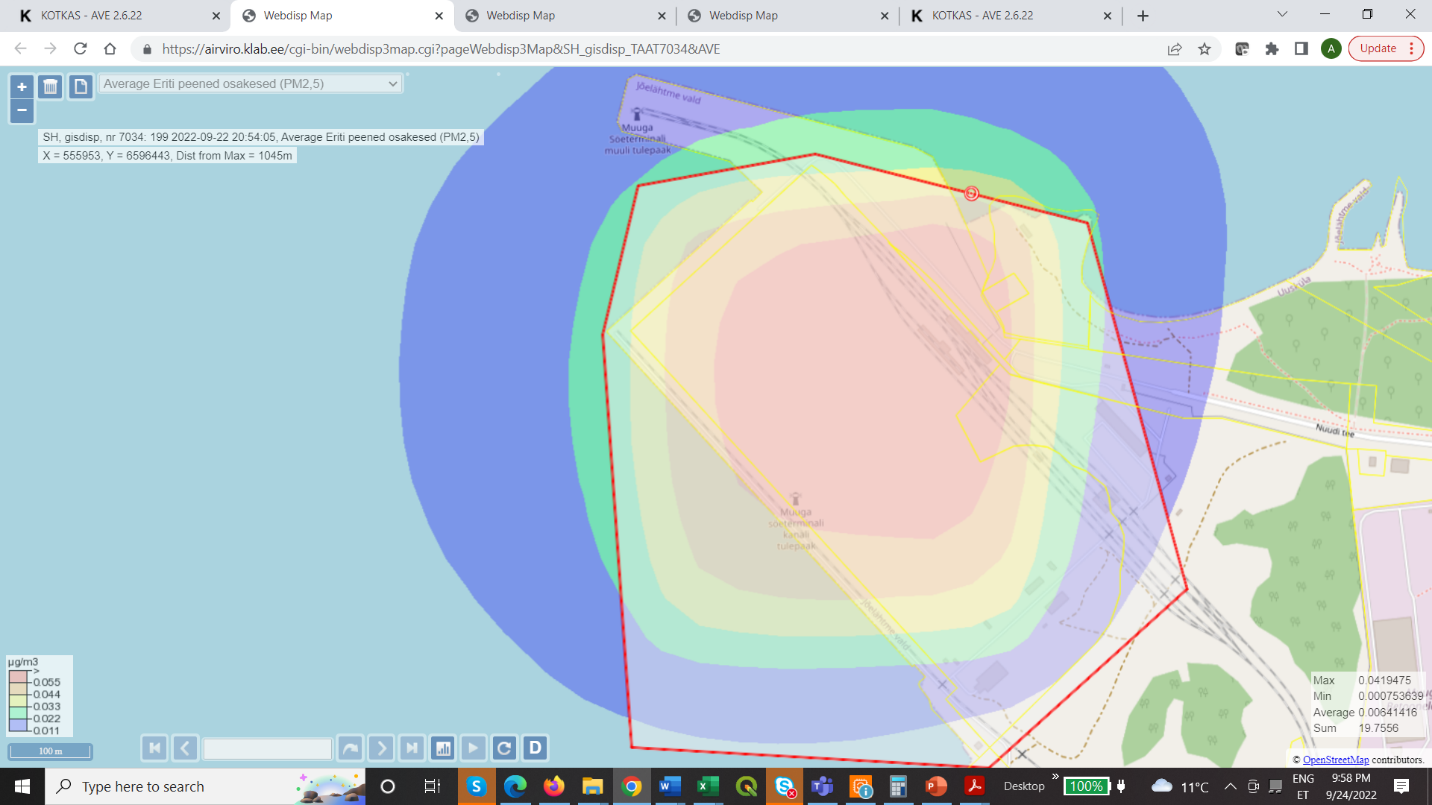 KOTKAS - AVE 2.6.22
Webdisp Map
Webdisp Map
Webdisp Map
KOTKAS - AVE 2.6.22
https://airviro.klab.ee/cgi-bin/webdisp3map.cgi?pageWebdisp3Map&SH_gisdisp_TAAT7034&AVE
A
Update
+
−
Average Eriti peened osakesed (PM2,5)
SH, gisdisp, nr 7034: 199 2022-09-22 20:54:05, Average Eriti peened osakesed (PM2,5)
X = 555953, Y = 6596443, Dist from Max = 1045m
Jõelähtme vald
Muuga
Söeterminali
muuli tulepaak
Jõelähtme vald
Uusküla
Nuudi tee
Muuga
söeterminali
kanali
tulepaak
Jõelähtme vald
µg/m3
>
0.055
0.044
0.033
0.022
0.011
100 m
D
Max 0.0419475
Min 0.000753639
Average 0.00641416
Sum 19.7556
© OpenStreetMap contributors.
Type here to search
Desktop
100%
11°C
ENG
ET
9:58 PM
9/24/2022